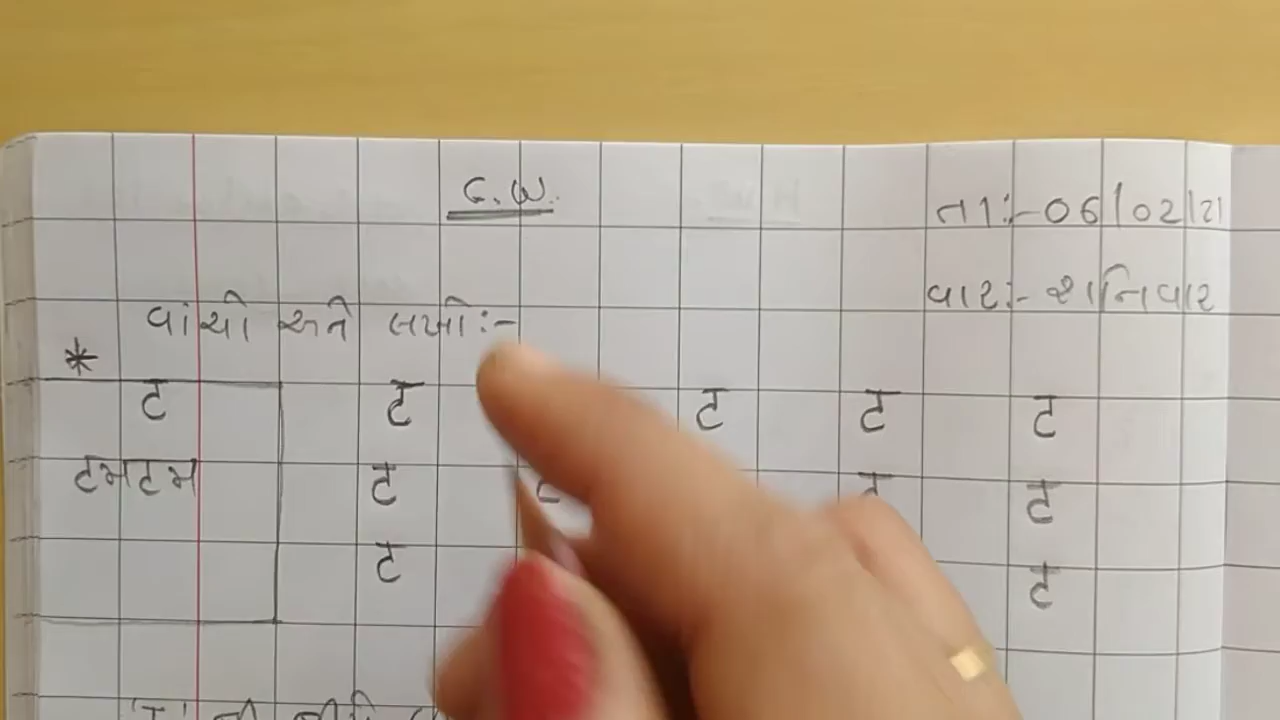 C.W.
તા:-06/02/21
વાર:- શનિવાર
* વાંચો અને લખો:-
ટ ટ ટ ટ ટ
ટમટમ ટ ટ ટ ટ
ટ ટ